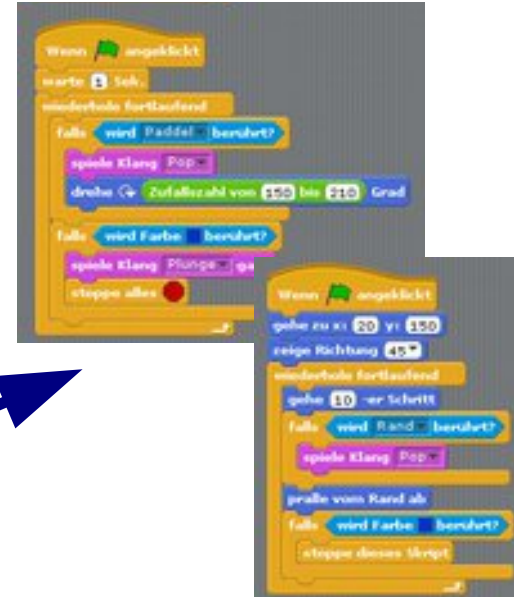 Wenn angeklickt
warte 1 Sek.
wiederhole fortlaufend
falls wird Paddel berührt?
spiele Klang Pop
drehe Zufallszahl von 150 bis 210 Grad
falls wird Farbe berührt?
spiele Klang Plunge
stoppe alles
Wenn angeklickt
gehe zu x: 20 y: 150
zeige Richtung 45
wiederhole fortlaufend
gehe 10 -er Schritt
falls wird Rand berührt?
spiele Klang Pop
pralle vom Rand ab
falls wird Farbe berührt?
stoppe dieses Skript